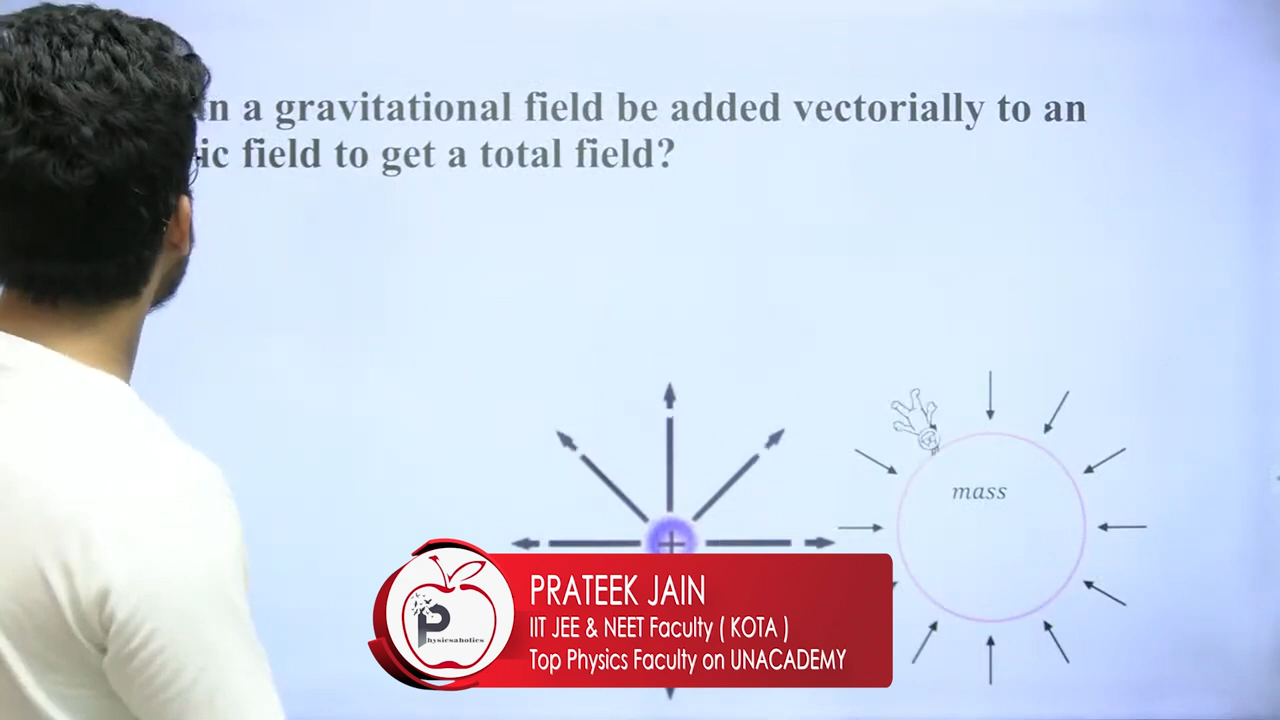 n a gravitational field be added vectorially to an
ic field to get a total field?
mass
+
PRATEEK JAIN
Physicsaholics
IIT JEE & NEET Faculty ( KOTA )
Top Physics Faculty on UNACADEMY